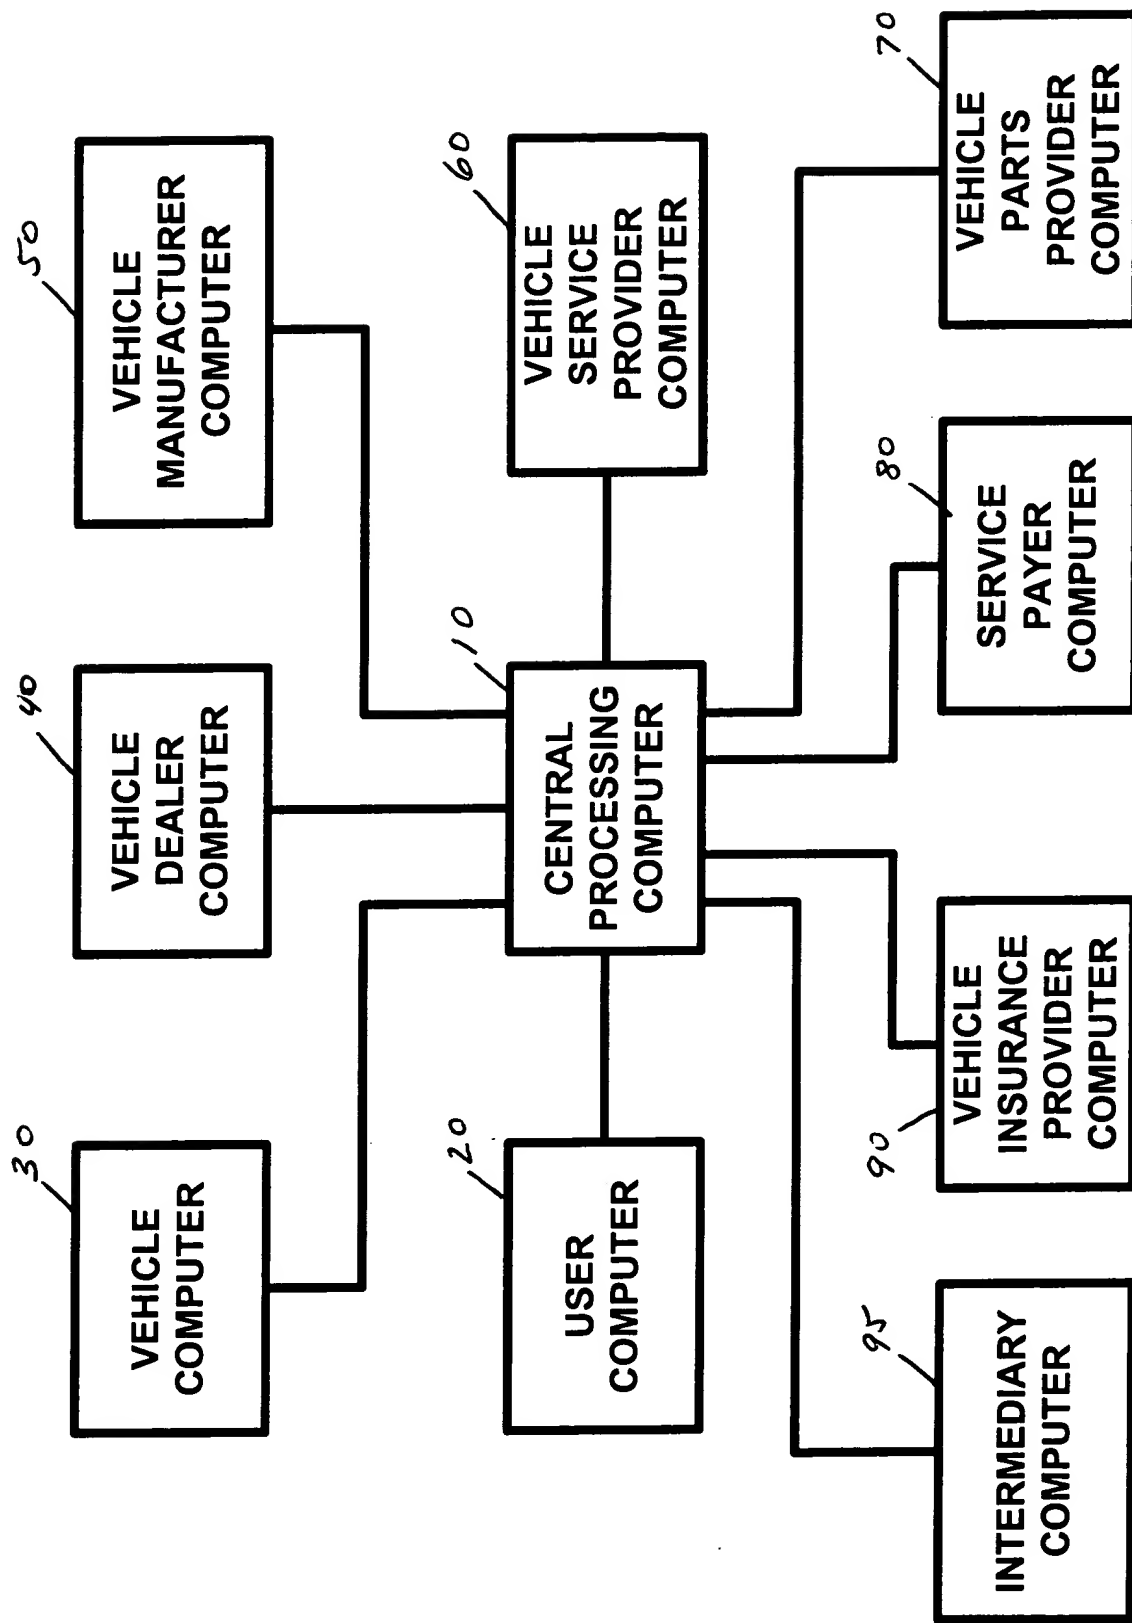 30
VEHICLE
COMPUTER
40
VEHICLE
DEALER
COMPUTER
50
VEHICLE
MANUFACTURER
COMPUTER
20
USER
COMPUTER
10
CENTRAL
PROCESSING
COMPUTER
60
VEHICLE
SERVICE
PROVIDER
COMPUTER
95
INTERMEDIARY
COMPUTER
90
VEHICLE
INSURANCE
PROVIDER
COMPUTER
80
SERVICE
PAYER
COMPUTER
70
VEHICLE
PARTS
PROVIDER
COMPUTER